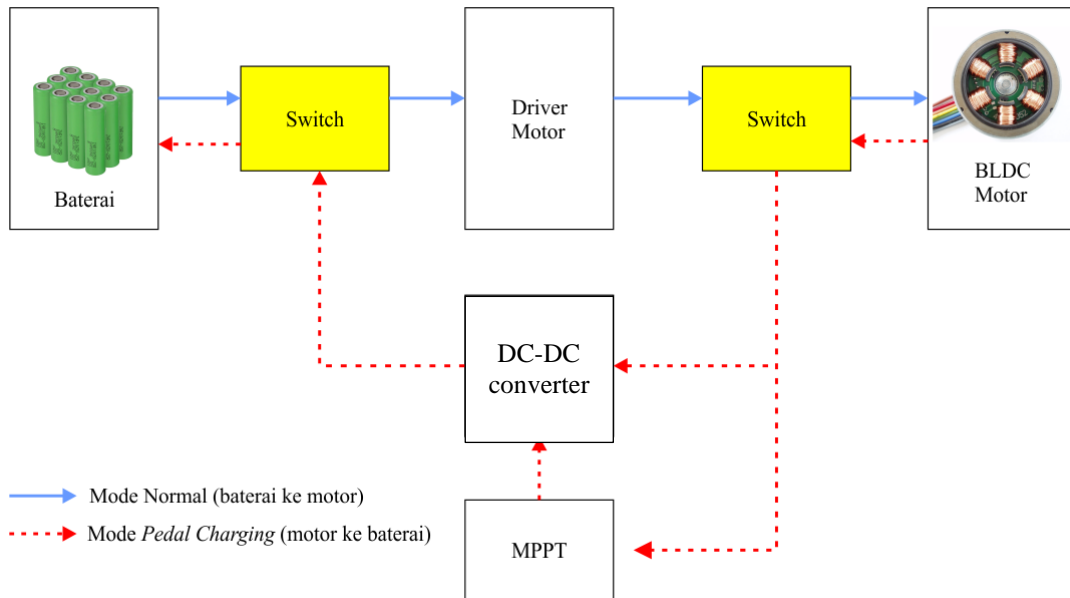 Baterai
Switch
Driver
Motor
Switch
BLDC
Motor
DC-DC
converter
MPPT
Mode Normal (baterai ke motor)
Mode Pedal Charging (motor ke baterai)